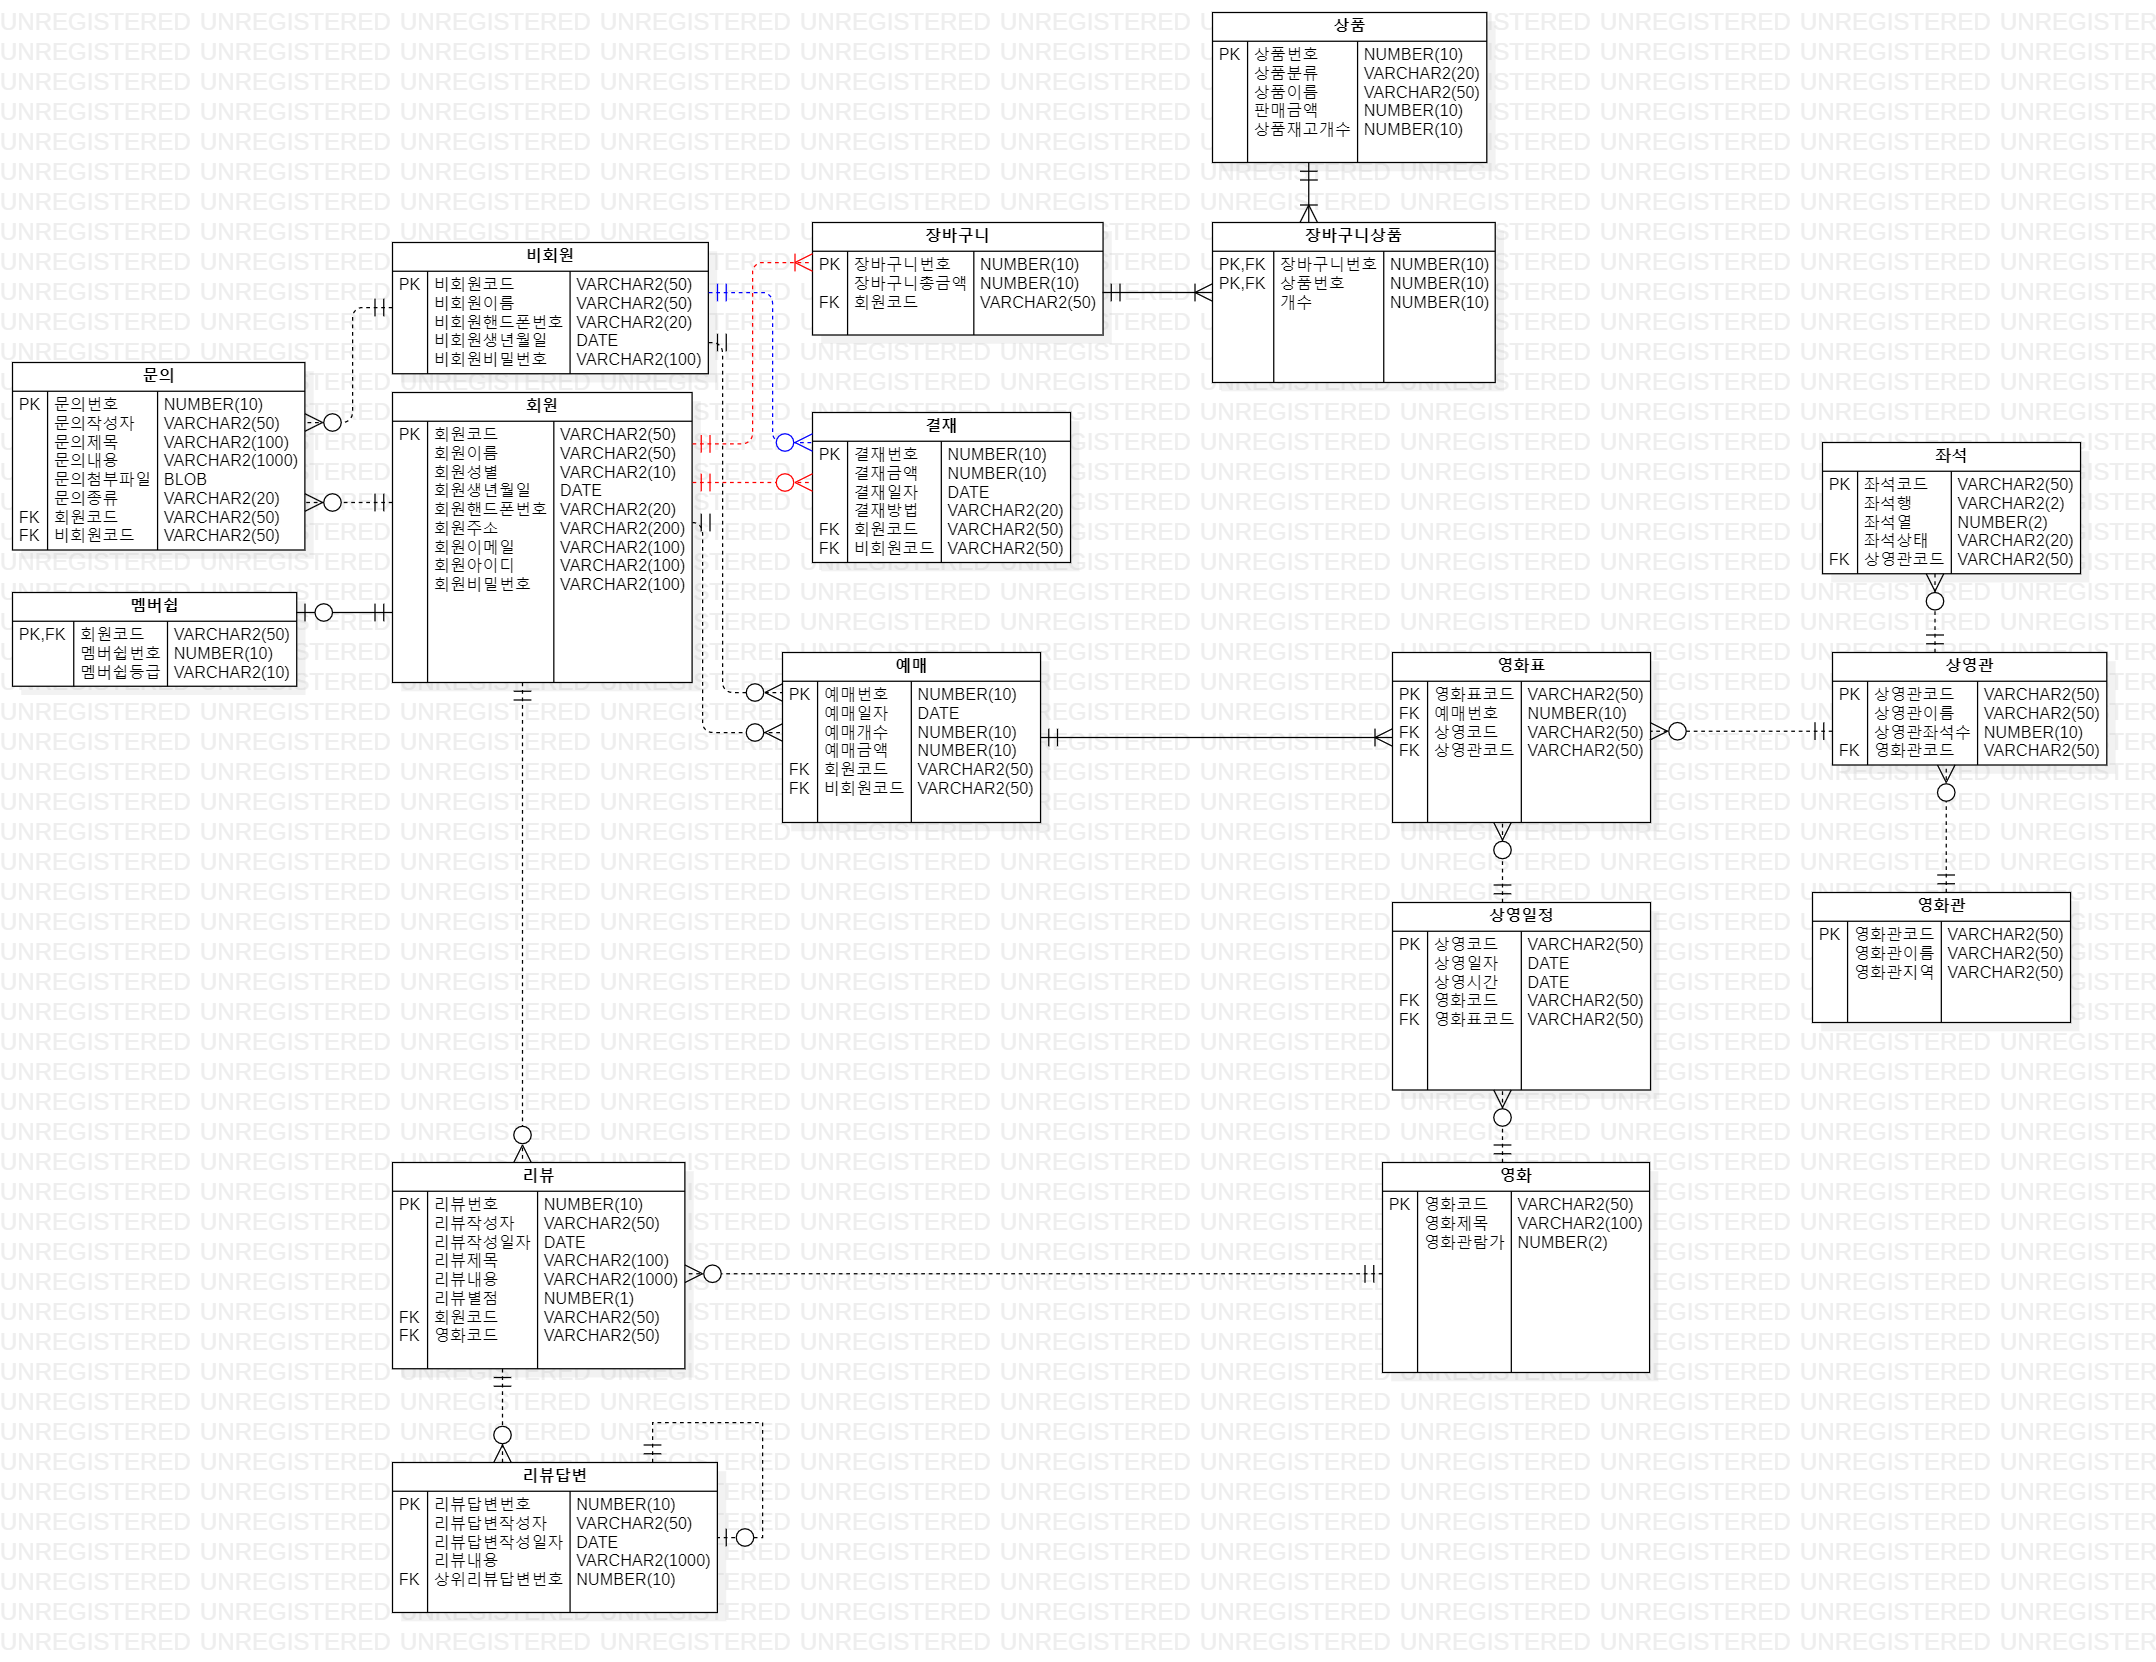 상품
PK 상품번호 NUMBER(10)
상품분류 VARCHAR2(20)
상품이름 VARCHAR2(50)
판매금액 NUMBER(10)
상품재고개수 NUMBER(10)
장바구니
PK 장바구니번호 NUMBER(10)
장바구니총금액 NUMBER(10)
FK 회원코드 VARCHAR2(50)
장바구니상품
PK,FK 장바구니번호 NUMBER(10)
PK,FK 상품번호 NUMBER(10)
개수 NUMBER(10)
비회원
PK 비회원코드 VARCHAR2(50)
비회원이름 VARCHAR2(50)
비회원핸드폰번호 VARCHAR2(20)
비회원생년월일 DATE
비회원비밀번호 VARCHAR2(100)
문의
PK 문의번호 NUMBER(10)
문의작성자 VARCHAR2(50)
문의제목 VARCHAR2(100)
문의내용 VARCHAR2(1000)
문의첨부파일 BLOB
문의종류 VARCHAR2(20)
FK 회원코드 VARCHAR2(50)
FK 비회원코드 VARCHAR2(50)
회원
PK 회원코드 VARCHAR2(50)
회원이름 VARCHAR2(50)
회원성별 VARCHAR2(10)
회원생년월일 DATE
회원핸드폰번호 VARCHAR2(20)
회원주소 VARCHAR2(200)
회원이메일 VARCHAR2(100)
회원아이디 VARCHAR2(100)
회원비밀번호 VARCHAR2(100)
결재
PK 결재번호 NUMBER(10)
결재금액 NUMBER(10)
결재일자 DATE
결재방법 VARCHAR2(20)
FK 회원코드 VARCHAR2(50)
FK 비회원코드 VARCHAR2(50)
좌석
PK 좌석코드 VARCHAR2(50)
좌석행 VARCHAR2(2)
좌석열 NUMBER(2)
좌석상태 VARCHAR2(20)
FK 상영관코드 VARCHAR2(50)
멤버쉽
PK,FK 회원코드 VARCHAR2(50)
멤버쉽번호 NUMBER(10)
멤버쉽등급 VARCHAR2(10)
예매
PK 예매번호 NUMBER(10)
예매일자 DATE
예매개수 NUMBER(10)
예매금액 NUMBER(10)
FK 회원코드 VARCHAR2(50)
FK 비회원코드 VARCHAR2(50)
영화표
PK 영화표코드 VARCHAR2(50)
FK 예매번호 NUMBER(10)
FK 상영코드 VARCHAR2(50)
FK 상영관코드 VARCHAR2(50)
상영관
PK 상영관코드 VARCHAR2(50)
상영관이름 VARCHAR2(50)
상영관좌석수 NUMBER(10)
FK 영화관코드 VARCHAR2(50)
상영일정
PK 상영코드 VARCHAR2(50)
상영일자 DATE
상영시간 DATE
FK 영화코드 VARCHAR2(50)
FK 영화표코드 VARCHAR2(50)
영화관
PK 영화관코드 VARCHAR2(50)
영화관이름 VARCHAR2(50)
영화관지역 VARCHAR2(50)
리뷰
PK 리뷰번호 NUMBER(10)
리뷰작성자 VARCHAR2(50)
리뷰작성일자 DATE
리뷰제목 VARCHAR2(100)
리뷰내용 VARCHAR2(1000)
리뷰별점 NUMBER(1)
FK 회원코드 VARCHAR2(50)
FK 영화코드 VARCHAR2(50)
영화
PK 영화코드 VARCHAR2(50)
영화제목 VARCHAR2(100)
영화관람가 NUMBER(2)
리뷰답변
PK 리뷰답변번호 NUMBER(10)
리뷰답변작성자 VARCHAR2(50)
리뷰답변작성일자 DATE
리뷰내용 VARCHAR2(1000)
FK 상위리뷰답변번호 NUMBER(10)
UNREGISTERED